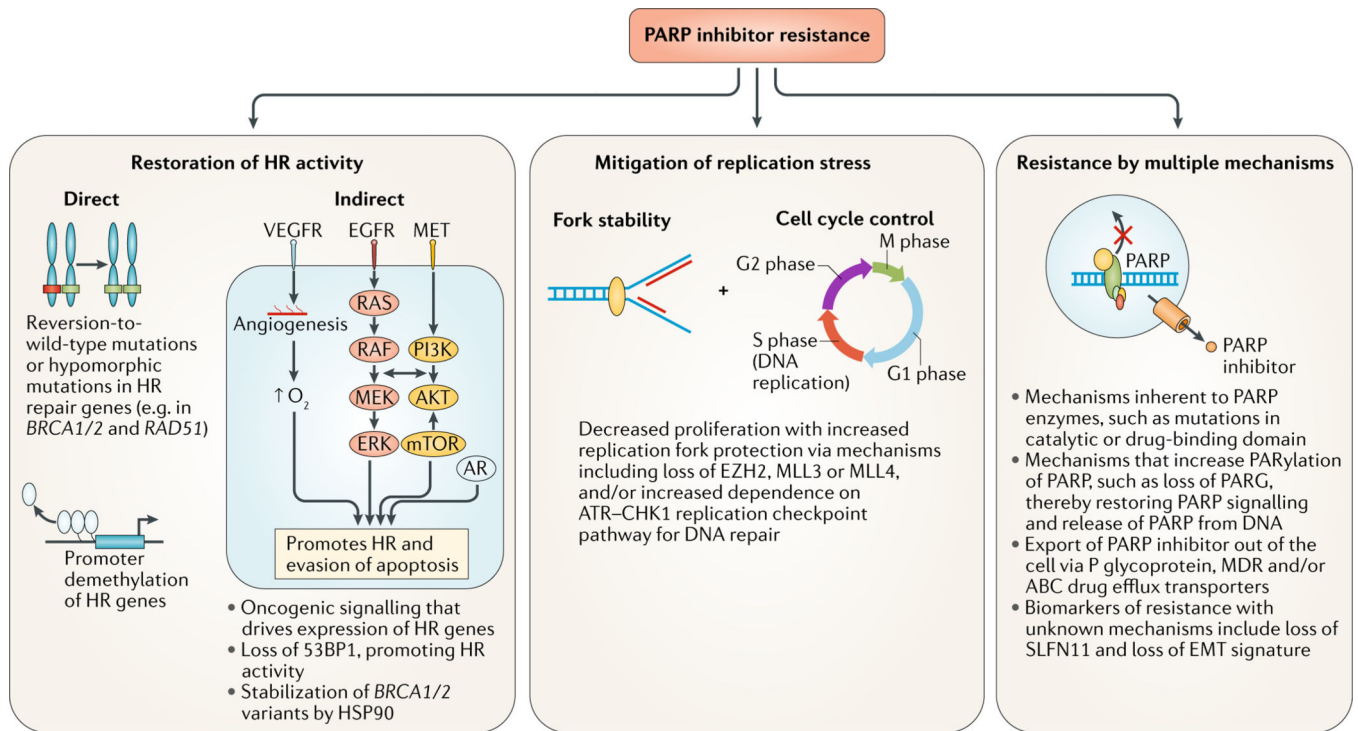 PARP inhibitor resistance
Restoration of HR activity
Direct
Reversion-to-
wild-type mutations
or hypomorphic
mutations in HR
repair genes (e.g. in
BRCA1/2 and RAD51)
Promoter
demethylation
of HR genes
Indirect
VEGFR
EGFR
MET
Angiogenesis
↑ O₂
RAS
RAF
MEK
ERK
PI3K
AKT
mTOR
AR
Promotes HR and
evasion of apoptosis
• Oncogenic signalling that
drives expression of HR genes
• Loss of 53BP1, promoting HR
activity
• Stabilization of BRCA1/2
variants by HSP90
Mitigation of replication stress
Fork stability
+
Cell cycle control
M phase
G2 phase
S phase
(DNA
replication)
G1 phase
Decreased proliferation with increased
replication fork protection via mechanisms
including loss of EZH2, MLL3 or MLL4,
and/or increased dependence on
ATR–CHK1 replication checkpoint
pathway for DNA repair
Resistance by multiple mechanisms
PARP
PARP
inhibitor
• Mechanisms inherent to PARP
enzymes, such as mutations in
catalytic or drug-binding domain
• Mechanisms that increase PARylation
of PARP, such as loss of PARG,
thereby restoring PARP signalling
and release of PARP from DNA
• Export of PARP inhibitor out of the
cell via P glycoprotein, MDR and/or
ABC drug efflux transporters
• Biomarkers of resistance with
unknown mechanisms include loss of
SLFN11 and loss of EMT signature